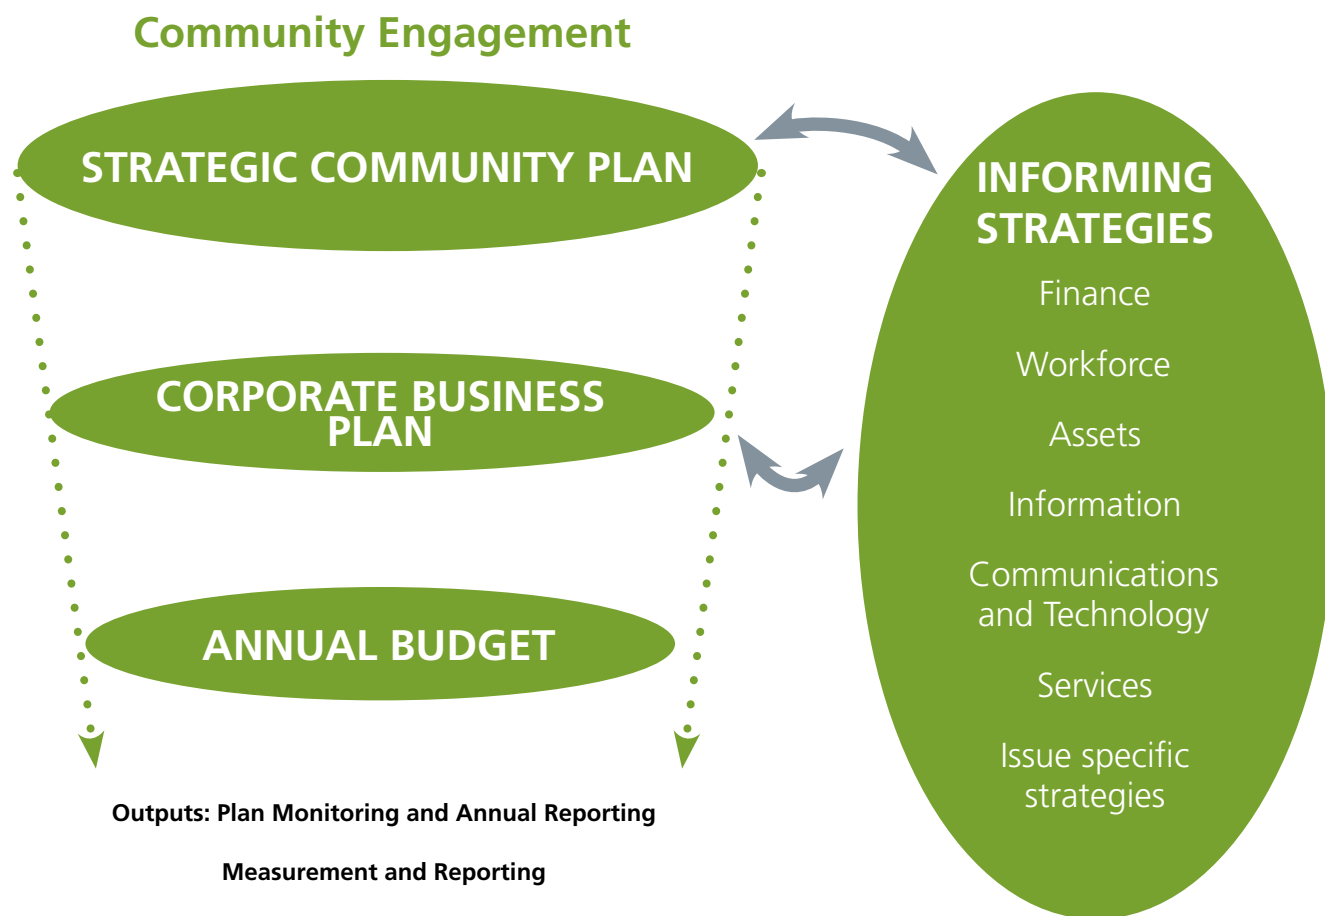 Community Engagement
STRATEGIC COMMUNITY PLAN
CORPORATE BUSINESS
PLAN
ANNUAL BUDGET
Outputs: Plan Monitoring and Annual Reporting
Measurement and Reporting
INFORMING
STRATEGIES
Finance
Workforce
Assets
Information
Communications
and Technology
Services
Issue specific
strategies